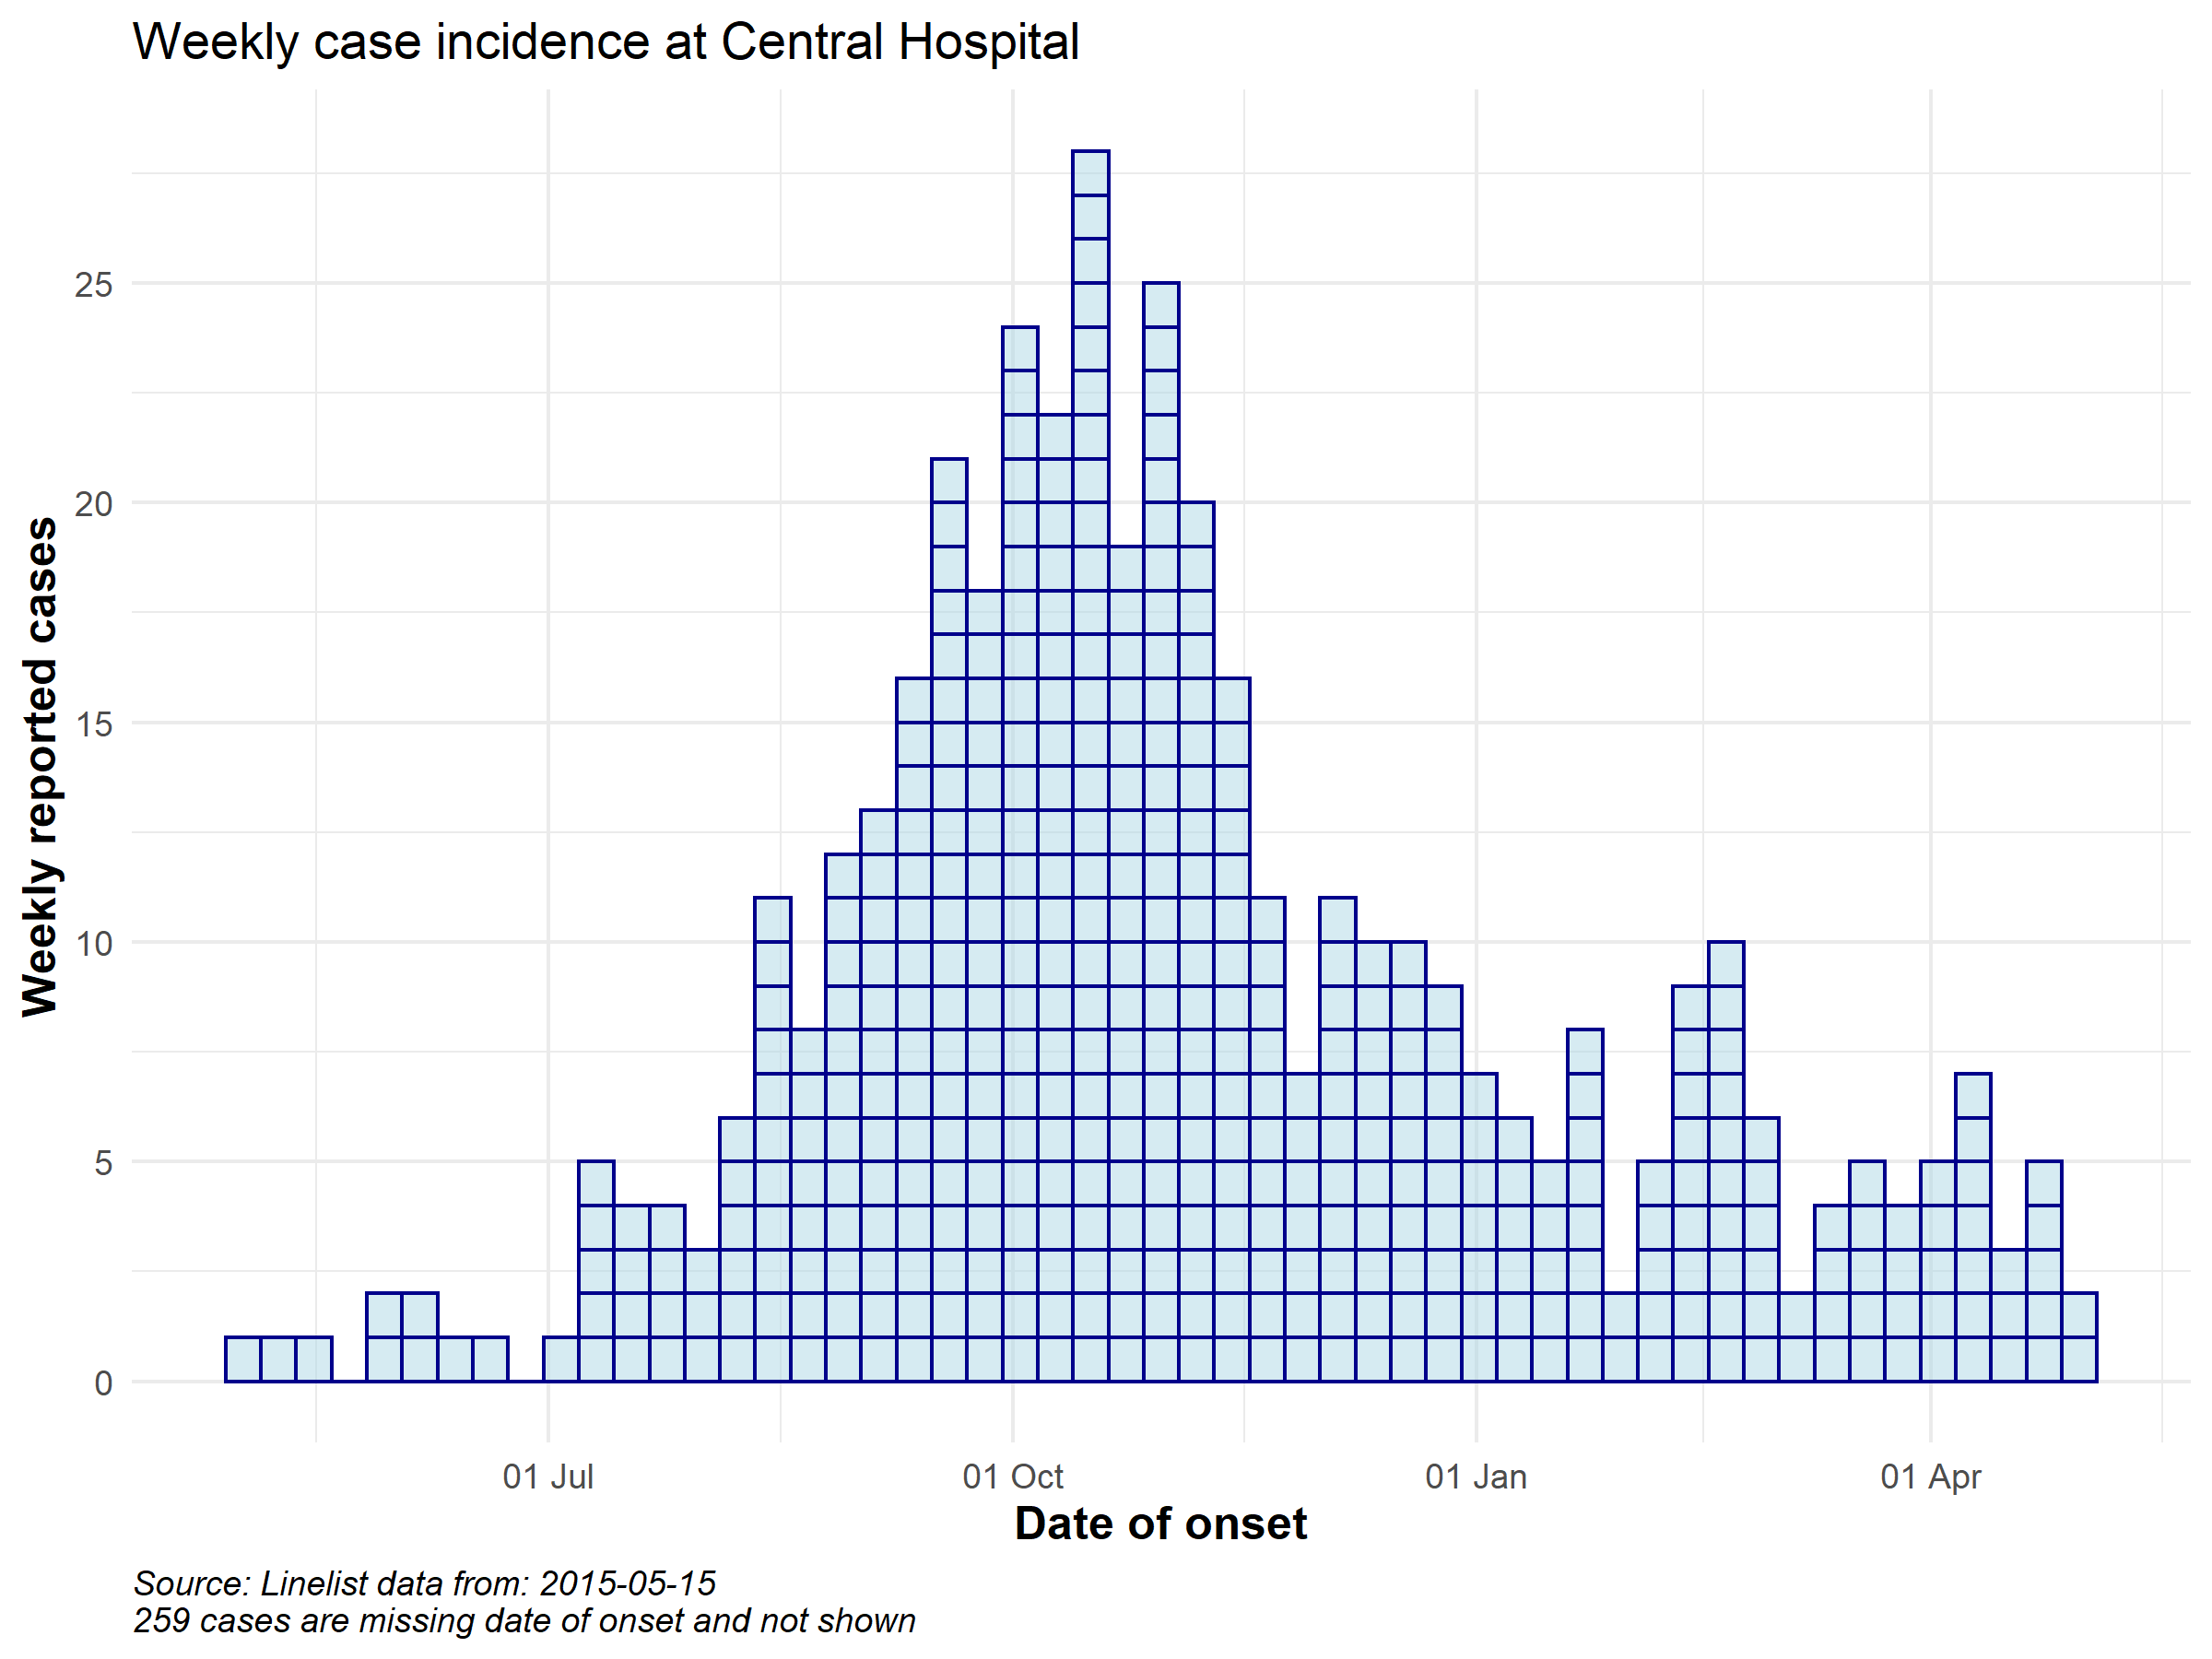 Weekly case incidence at Central Hospital
Weekly reported cases
25
20
15
10
5
0
01 Jul
01 Oct
01 Jan
01 Apr
Date of onset
Source: Linelist data from: 2015-05-15
259 cases are missing date of onset and not shown